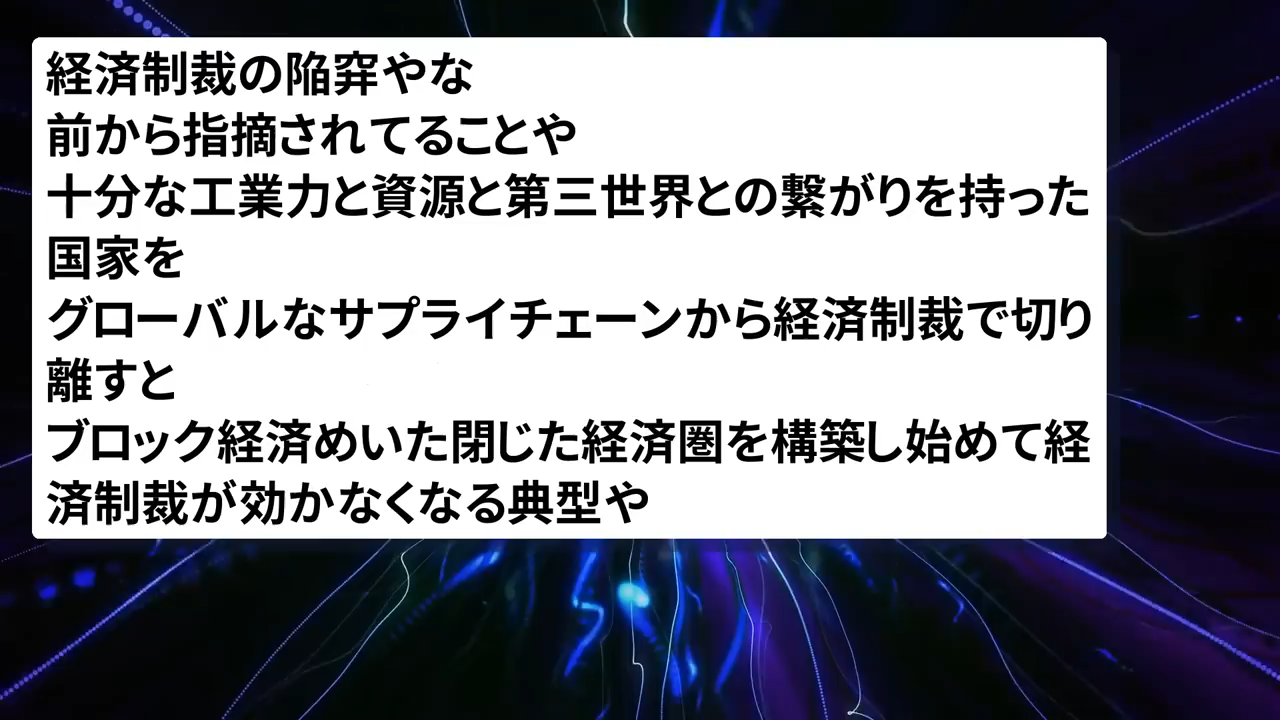 経済制裁の陥穽やな
前から指摘されてることや
十分な工業力と資源と第三世界との繋がりを持った
国家を
グローバルなサプライチェーンから経済制裁で切り
離すと
ブロック経済めいた閉じた経済圏を構築し始めて経
済制裁が効かなくなる典型や